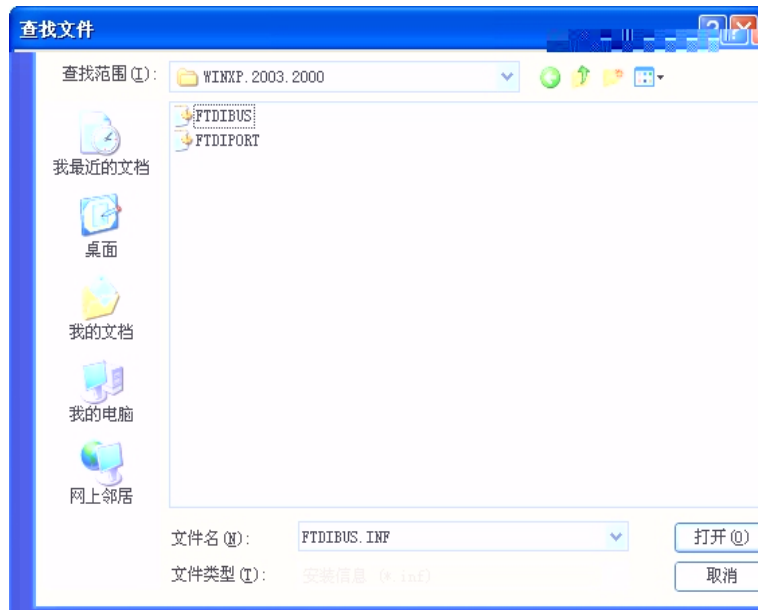 查找文件
查找范围(I):
WINXP.2003.2000
FTDIBUS
FTDIPORT
我最近的文档
桌面
我的文档
我的电脑
网上邻居
文件名(N):
FTDIBUS.INF
打开(O)
文件类型(T):
安装信息 (*.inf)
取消